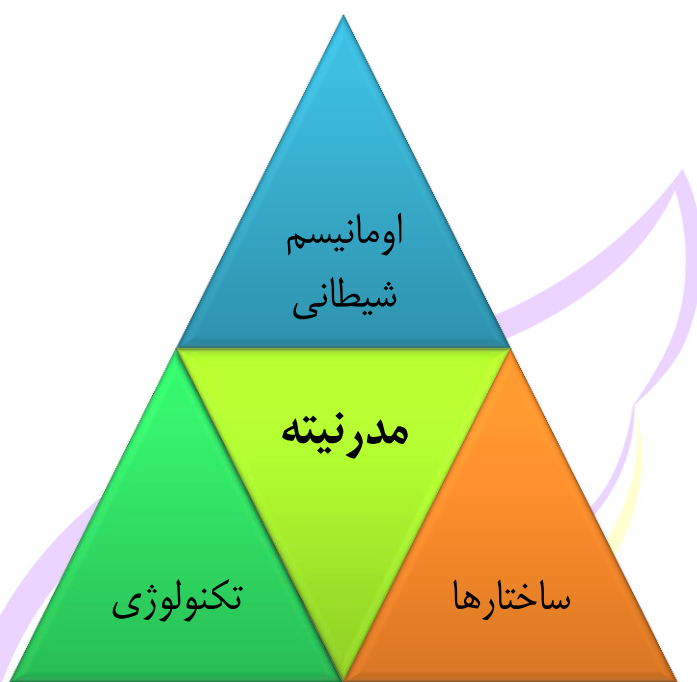 اومانیسم
شیطانی
مدرنیته
تکنولوژی
ساختارها